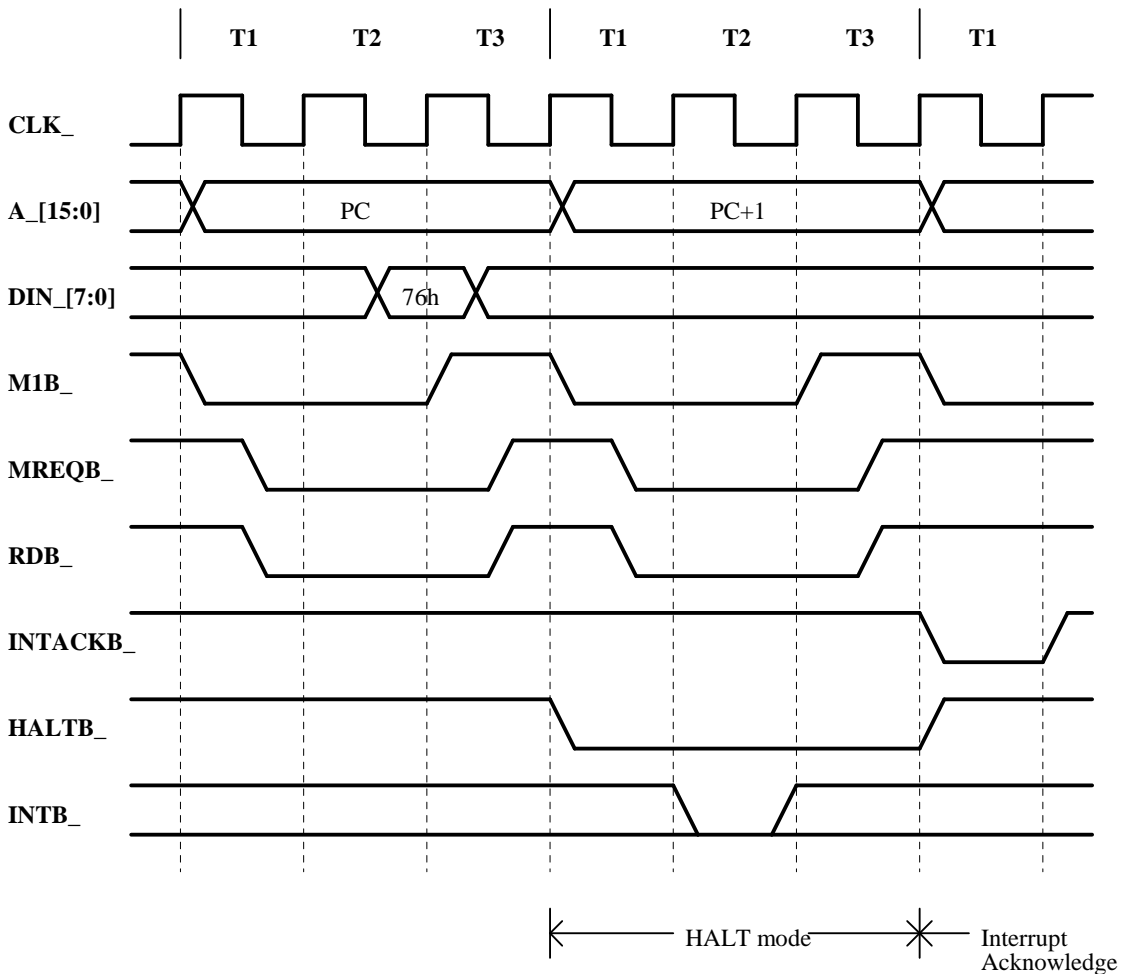 T1 T2 T3 T1 T2 T3 T1
CLK_
A_[15:0] PC PC+1
DIN_[7:0] 76h
M1B_
MREQB_
RDB_
INTACKB_
HALTB_
INTB_
HALT mode Interrupt
Acknowledge